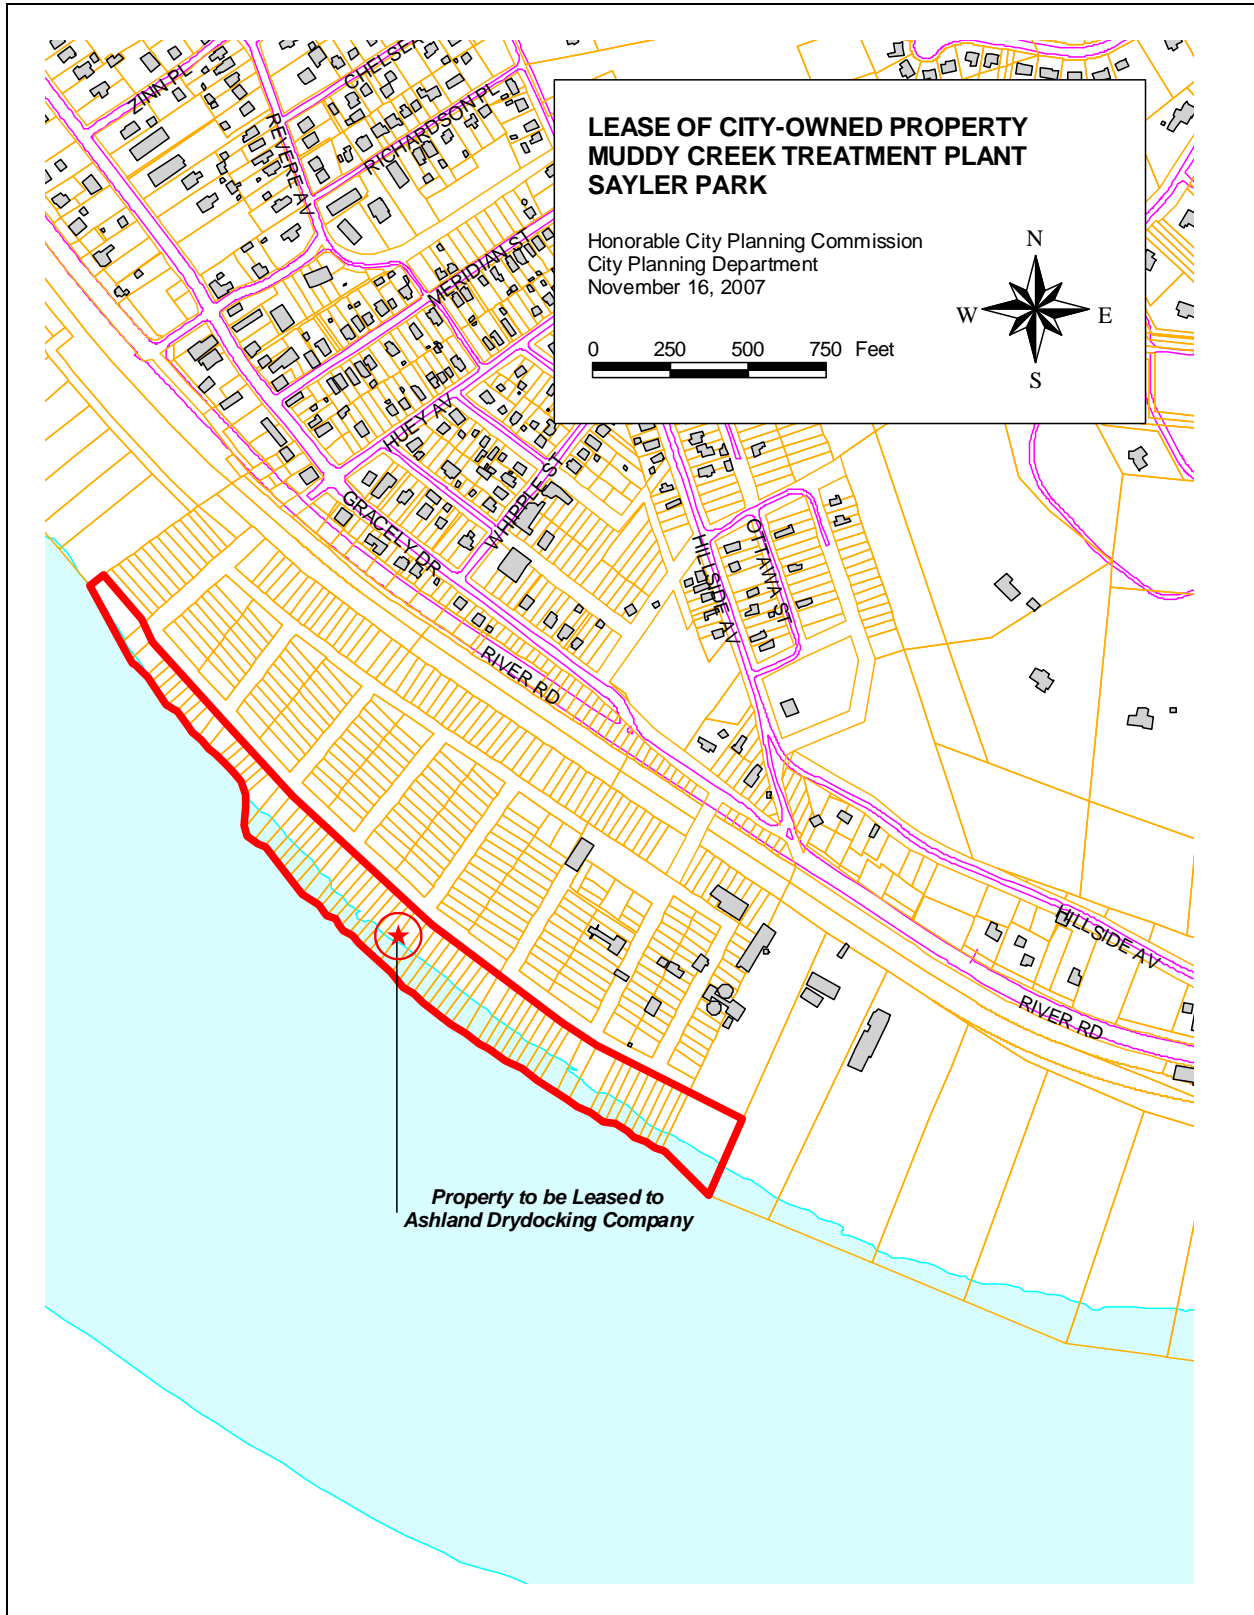 ZINN PL
CHELSEA
REVERE AV
RICHARDSON PL
LEASE OF CITY-OWNED PROPERTY
MUDDY CREEK TREATMENT PLANT
SAYLER PARK
Honorable City Planning Commission
City Planning Department
November 16, 2007
N
W E
S
0 250 500 750 Feet
MERIDIAN ST
HUEY AV
WHIPPLE ST
GRACELY DR
HILLSIDE AV
OTTAWA ST
RIVER RD
HILLSIDE AV
RIVER RD
Property to be Leased to
Ashland Drydocking Company